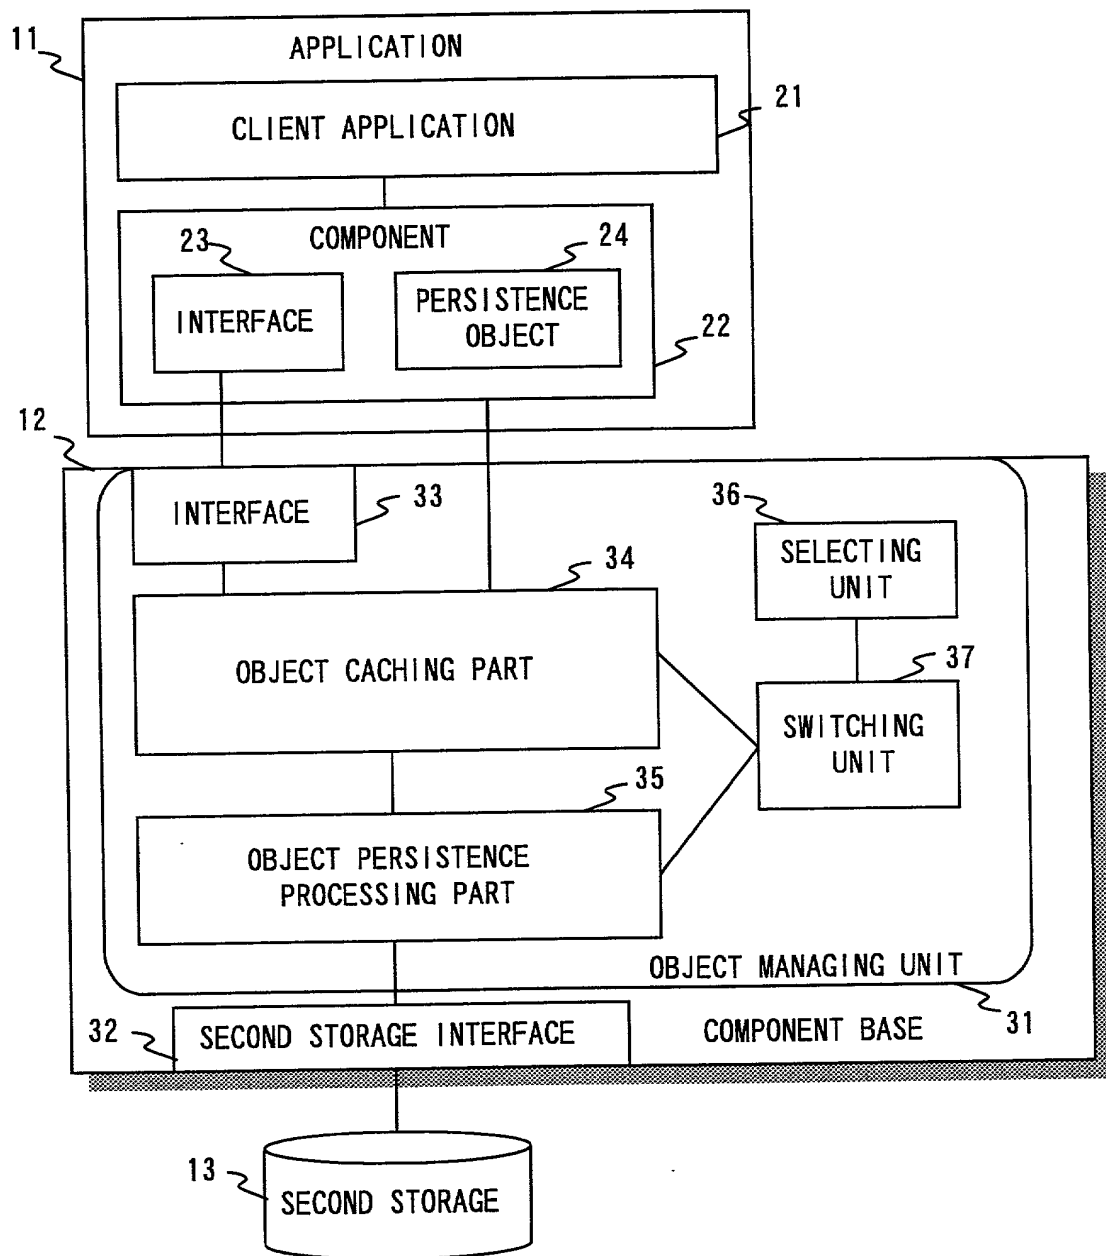 11
APPLICATION
21
CLIENT APPLICATION
23
COMPONENT
24
INTERFACE
PERSISTENCE
OBJECT
22
12
INTERFACE
33
36
SELECTING
UNIT
34
OBJECT CACHING PART
37
SWITCHING
UNIT
35
OBJECT PERSISTENCE
PROCESSING PART
OBJECT MANAGING UNIT
31
32
SECOND STORAGE INTERFACE
COMPONENT BASE
13
SECOND STORAGE